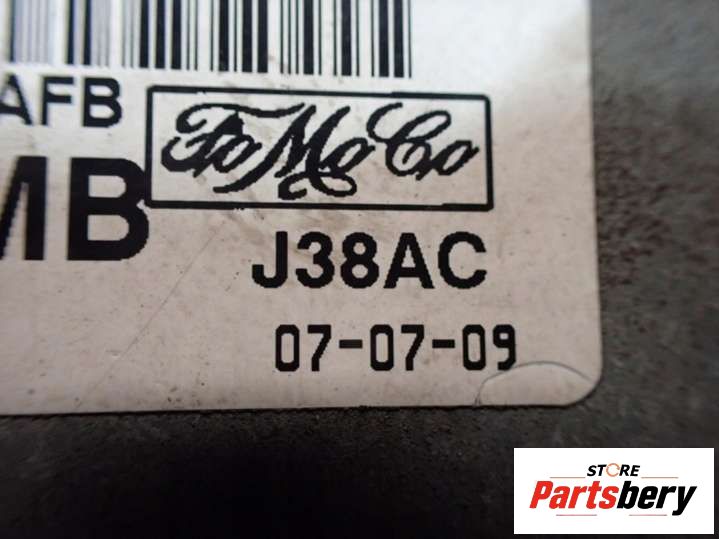 AFB
MB
FoMoCo
J38AC
07-07-09
STORE
Partsbery